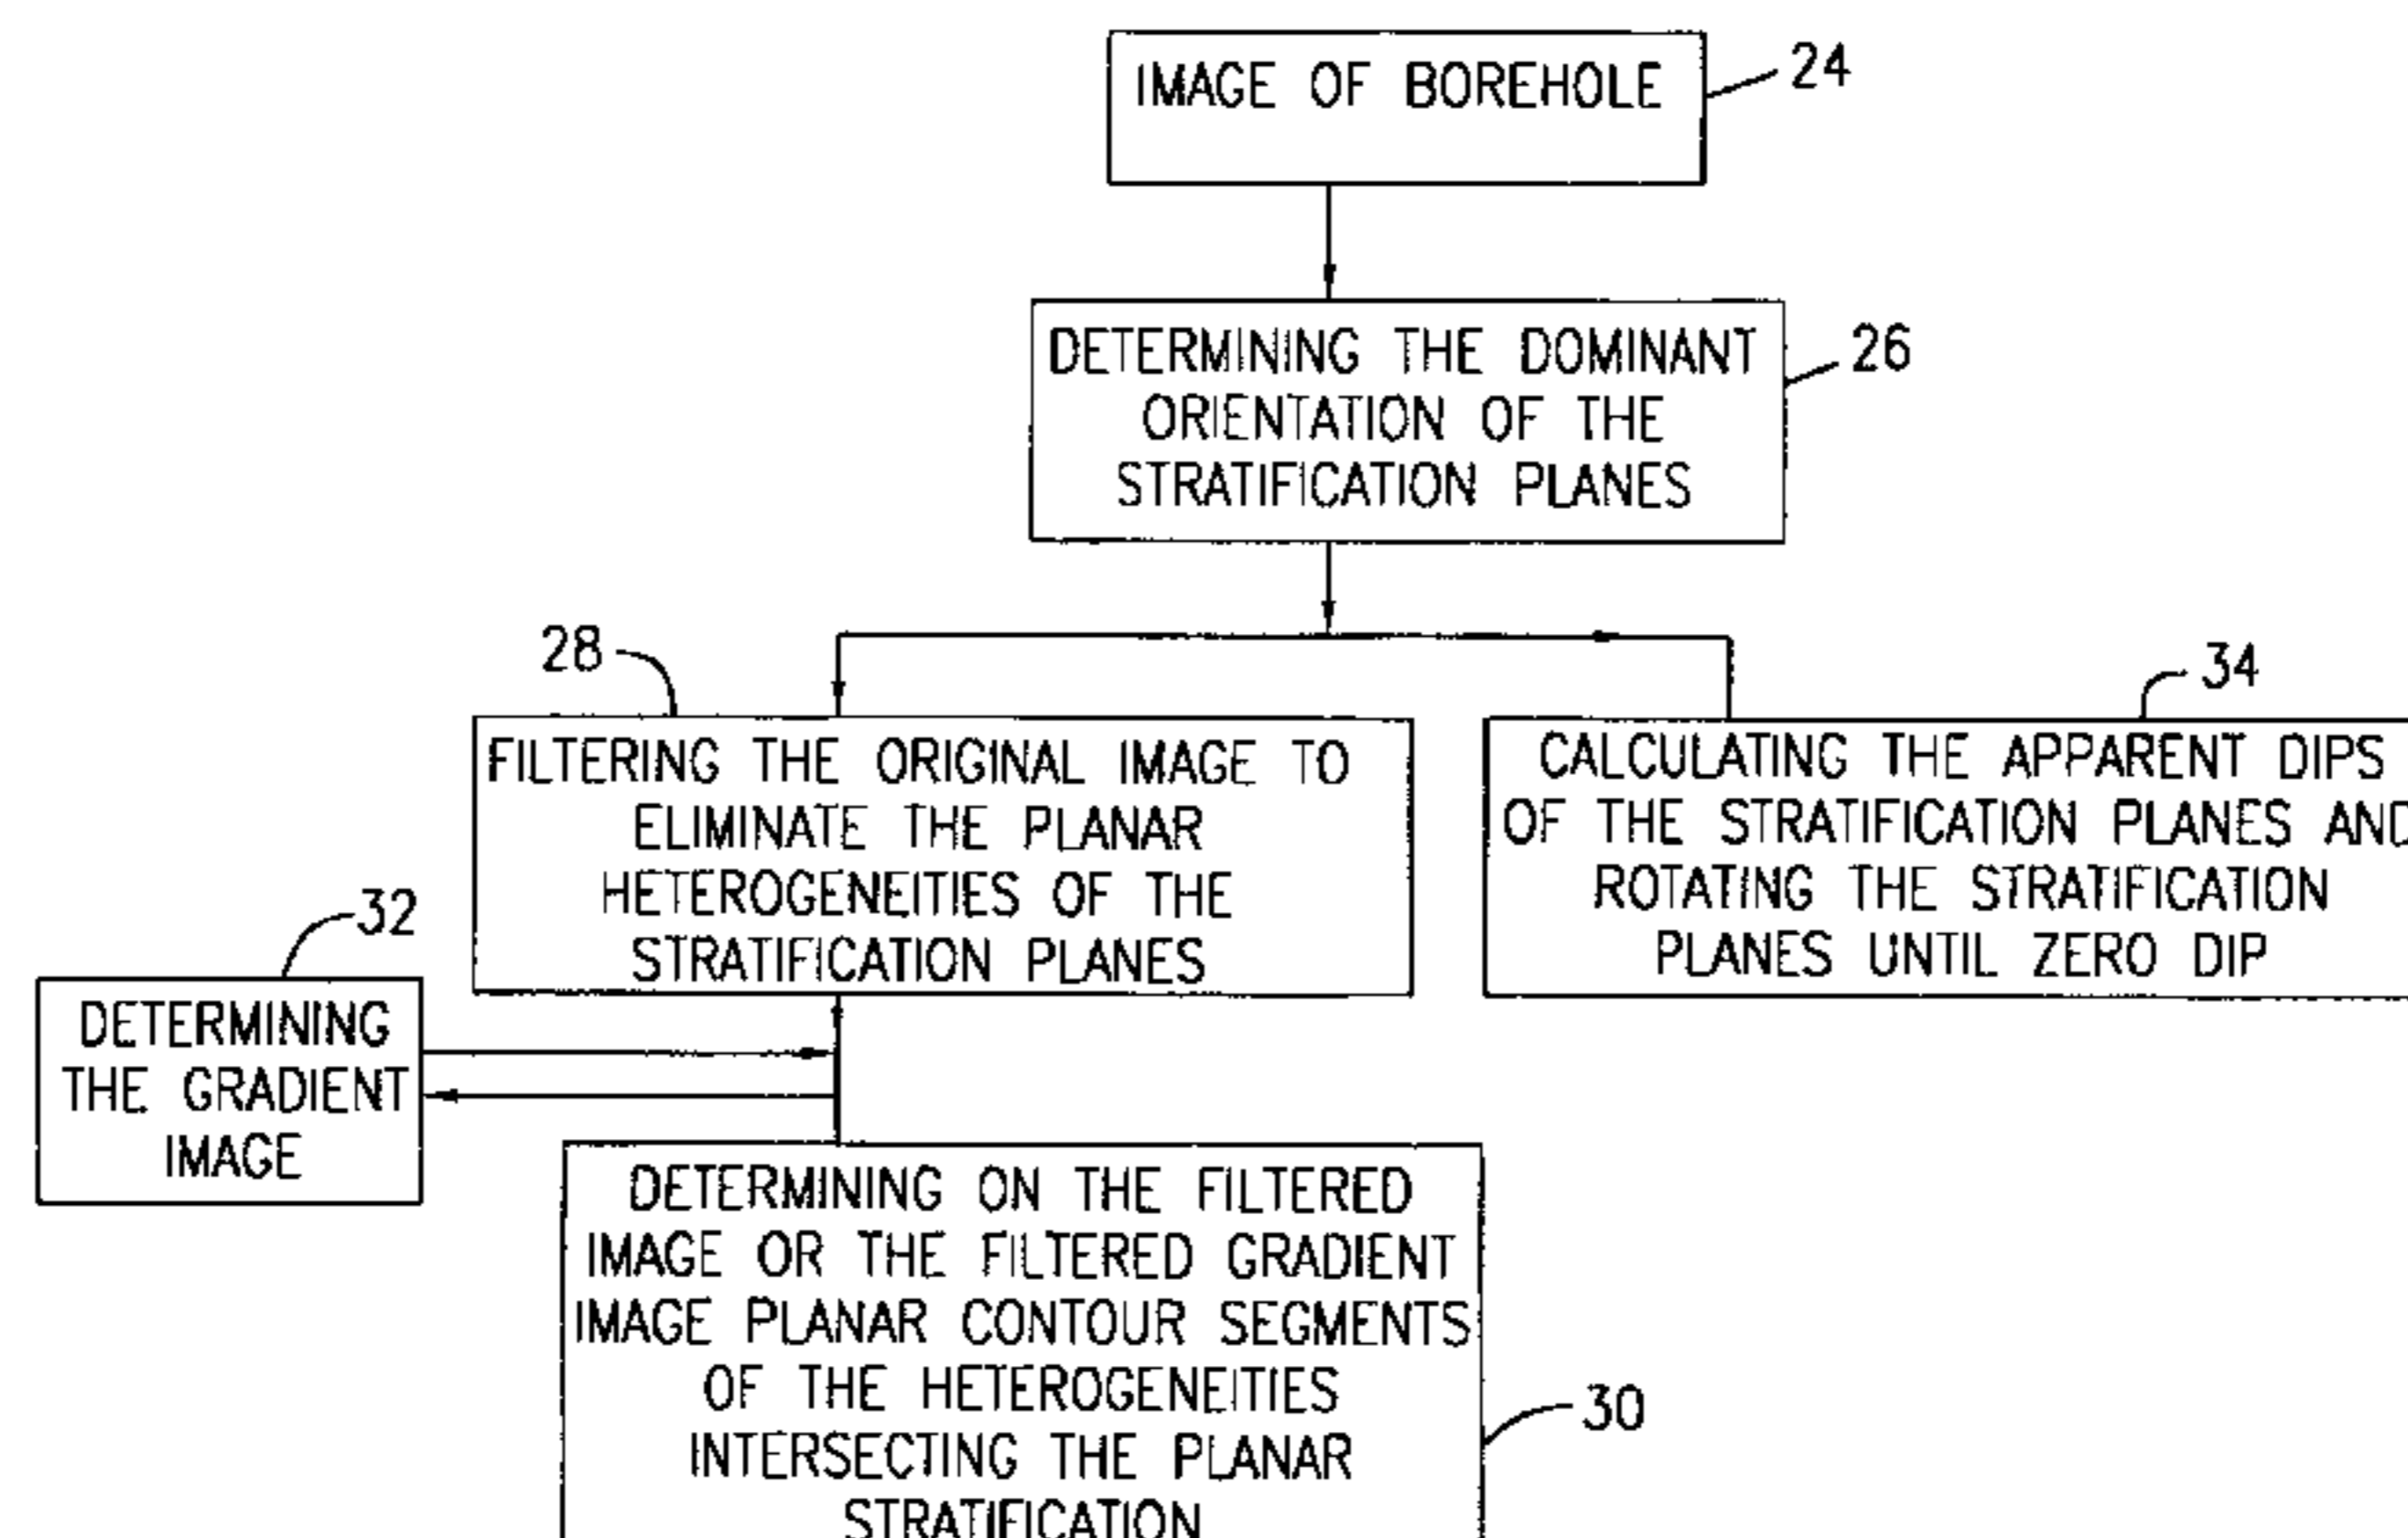 IMAGE OF BOREHOLE
24
DETERMINING THE DOMINANT
ORIENTATION OF THE
STRATIFICATION PLANES
26
28
FILTERING THE ORIGINAL IMAGE TO
ELIMINATE THE PLANAR
HETEROGENEITIES OF THE
STRATIFICATION PLANES
34
CALCULATING THE APPARENT DIPS
OF THE STRATIFICATION PLANES AND
ROTATING THE STRATIFICATION
PLANES UNTIL ZERO DIP
32
DETERMINING
THE GRADIENT
IMAGE
DETERMINING ON THE FILTERED
IMAGE OR THE FILTERED GRADIENT
IMAGE PLANAR CONTOUR SEGMENTS
OF THE HETEROGENEITIES
INTERSECTING THE PLANAR
STRATIFICATION
30